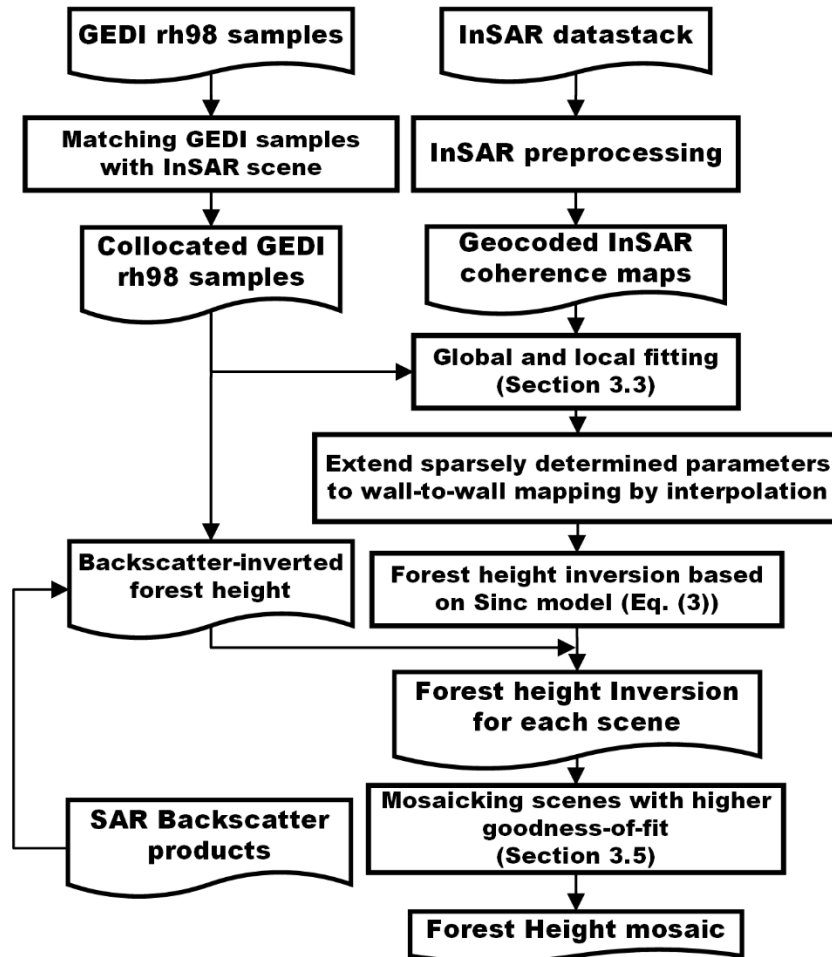 GEDI rh98 samples
InSAR datastack
Matching GEDI samples
with InSAR scene
InSAR preprocessing
Collocated GEDI
rh98 samples
Geocoded InSAR
coherence maps
Global and local fitting
(Section 3.3)
Extend sparsely determined parameters
to wall-to-wall mapping by interpolation
Backscatter-inverted
forest height
Forest height inversion based
on Sinc model (Eq. (3))
Forest height Inversion
for each scene
SAR Backscatter
products
Mosaicking scenes with higher
goodness-of-fit
(Section 3.5)
Forest Height mosaic